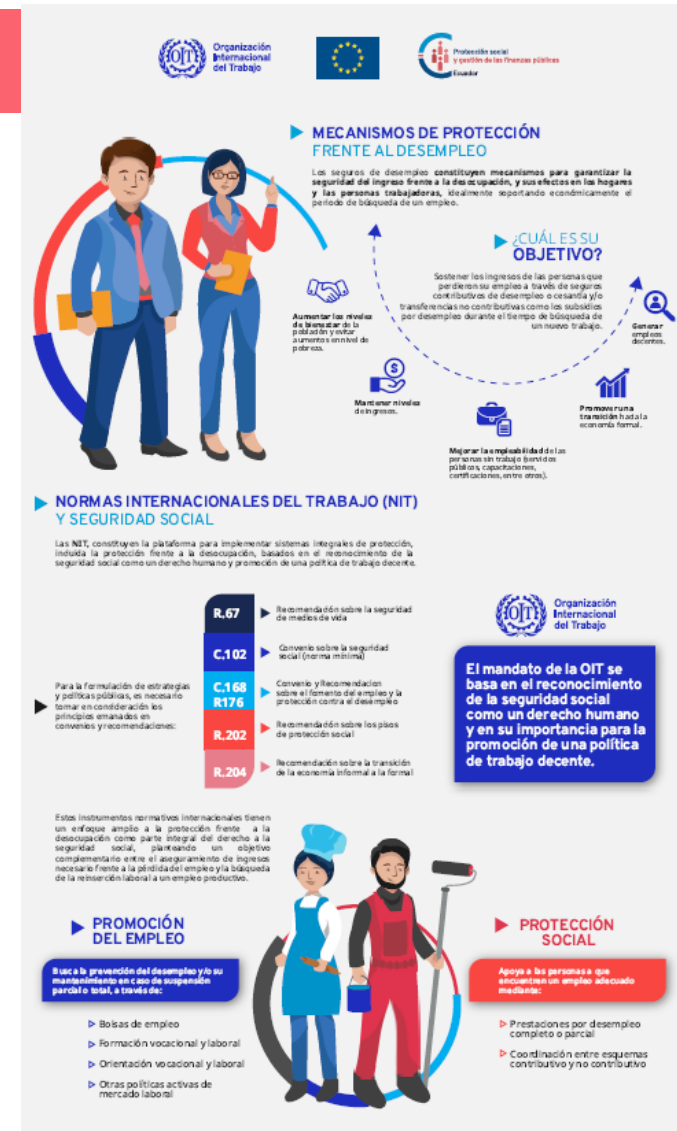 Organización
Internacional
del Trabajo
Protección social
y gestión de las finanzas públicas
Ecuador
MECANISMOS DE PROTECCIÓN
FRENTE AL DESEMPLEO
Los seguros de desempleo constituyen mecanismos para garantizar la
seguridad del ingreso frente a la desocupación, y sus efectos en los hogares
y las personas trabajadoras, idealmente soportando económicamente el
periodo de búsqueda de un empleo.
¿CUÁL ES SU
OBJETIVO?
Sostener los ingresos de las personas que
perdieron su empleo a través de seguros
contributivos de desempleo o cesantía y/o
transferencias no contributivas como los subsidios
por desempleo durante el tiempo de búsqueda de
un nuevo trabajo.
Aumentar los niveles
de bienestar de la
población y evitar
aumentos en nivel de
pobreza.
Mantener niveles
de ingresos.
Mejorar la empleabilidad de las
personas sin trabajo (servicios
públicos, capacitaciones,
certificaciones, entre otros).
Promover una
transición hacia la
economía formal.
Generar
empleos
decentes.
NORMAS INTERNACIONALES DEL TRABAJO (NIT)
Y SEGURIDAD SOCIAL
Las NIT, constituyen la plataforma para implementar sistemas integrales de protección,
incluida la protección frente a la desocupación, basados en el reconocimiento de la
seguridad social como un derecho humano y promoción de una política de trabajo decente.
Para la formulación de estrategias
y políticas públicas, es necesario
tomar en consideración los
principios emanados en
convenios y recomendaciones:
R.67
Recomendación sobre la seguridad
de medios de vida
C.102
Convenio sobre la seguridad
social (norma mínima)
C.168
R176
Convenio y Recomendacion
sobre el fomento del empleo y la
protección contra el desempleo
R.202
Recomendación sobre los pisos
de protección social
R.204
Recomendación sobre la transición
de la economía informal a la formal
OIT
Organización
Internacional
del Trabajo
El mandato de la OIT se
basa en el reconocimiento
de la seguridad social
como un derecho humano
y en su importancia para la
promoción de una política
de trabajo decente.
Estos instrumentos normativos internacionales tienen
un enfoque amplio a la protección frente a la
desocupación como parte integral del derecho a la
seguridad social, planteando un objetivo
complementario entre el aseguramiento de ingresos
necesario frente a la pérdida del empleo y la búsqueda
de la reinserción laboral a un empleo productivo.
PROMOCIÓN
DEL EMPLEO
Busca la prevención del desempleo y/o su
mantenimiento en caso de suspensión
parcial o total, a través de:
Bolsas de empleo
Formación vocacional y laboral
Orientación vocacional y laboral
Otras políticas activas de
mercado laboral
PROTECCIÓN
SOCIAL
Apoya a las personas a que
encuentren un empleo adecuado
mediante:
Prestaciones por desempleo
completo o parcial
Coordinación entre esquemas
contributivo y no contributivo